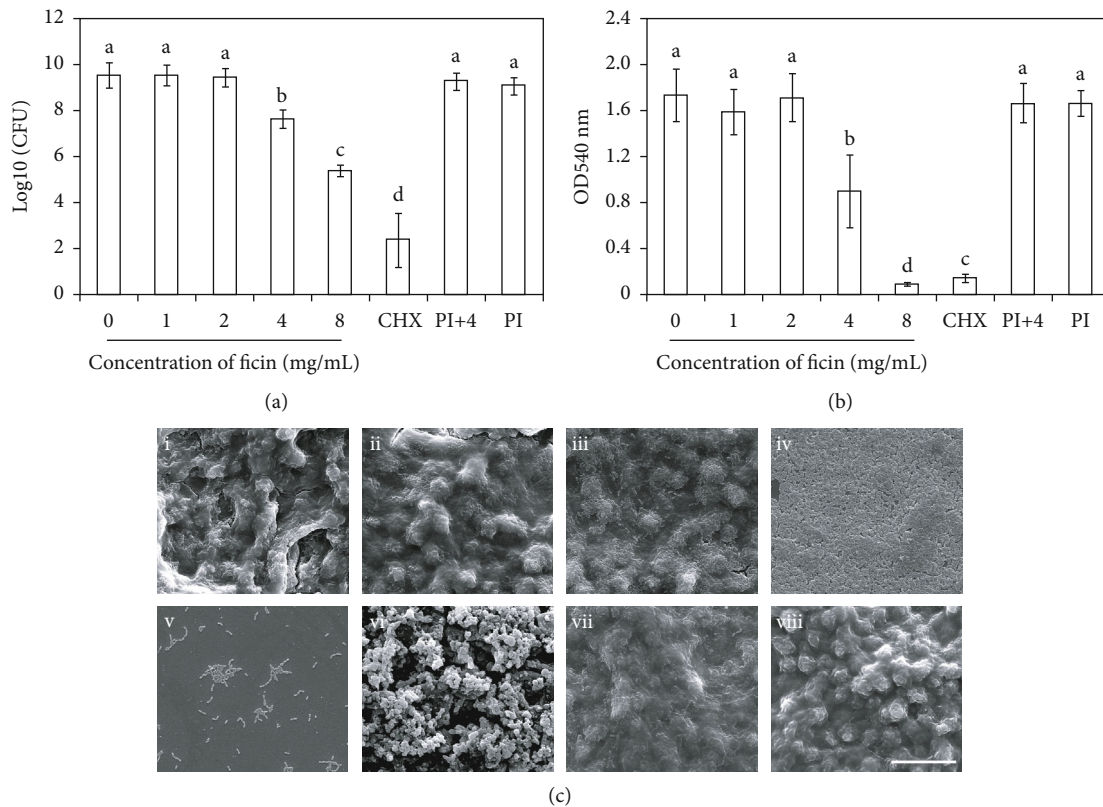 Log10 (CFU)
12
10
8
6
4
2
0
a a a b c d a a
0 1 2 4 8 CHX PI+4 PI
Concentration of ficin (mg/mL)
(a)
OD540 nm
2.4
2.0
1.6
1.2
0.8
0.4
0
a a a b d c a a
0 1 2 4 8 CHX PI+4 PI
Concentration of ficin (mg/mL)
(b)
i ii iii iv
v vi vii viii
(c)